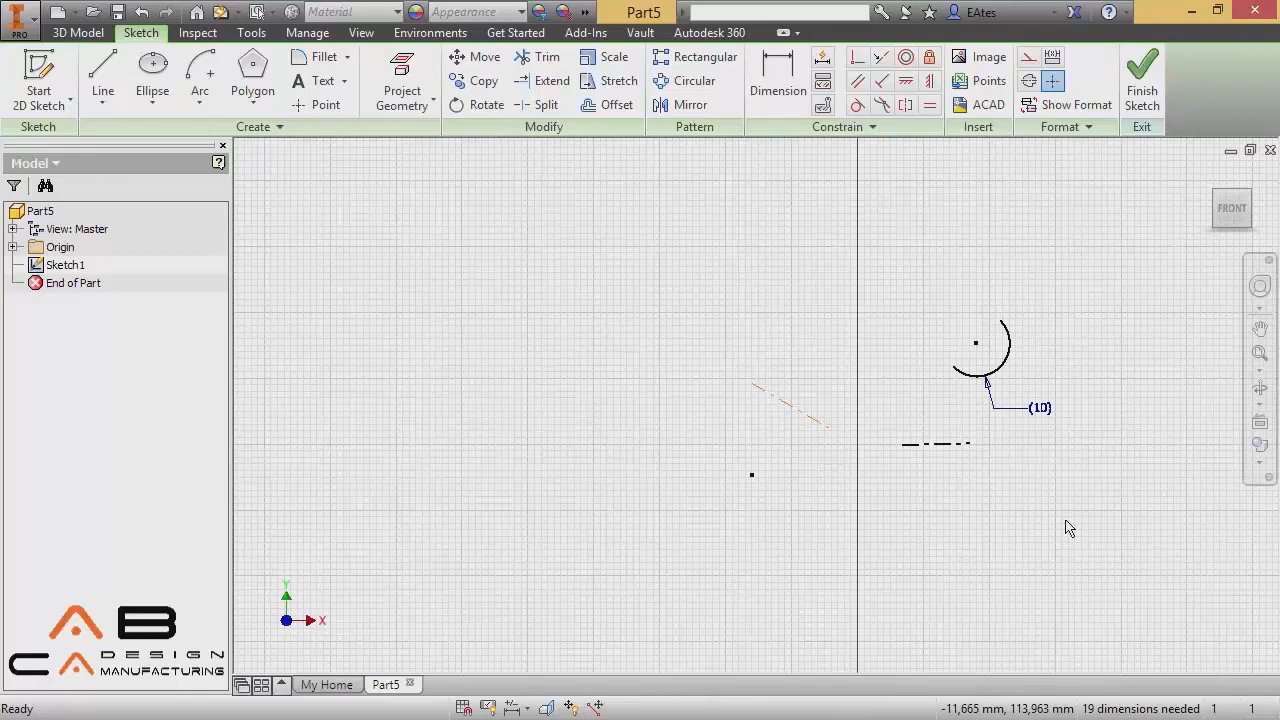 PRO
Material
Appearance
Part5
EAtes
3D Model
Sketch
Inspect
Tools
Manage
View
Environments
Get Started
Add-Ins
Vault
Autodesk 360
Start
2D Sketch
Line
Ellipse
Arc
Polygon
Fillet
Text
Point
Project
Geometry
Move
Copy
Rotate
Trim
Extend
Split
Scale
Stretch
Offset
Rectangular
Circular
Mirror
Dimension
Image
Points
ACAD
Show Format
Finish
Sketch
Sketch
Create
Modify
Pattern
Constrain
Insert
Format
Exit
Model
Part5
View: Master
Origin
Sketch1
End of Part
FRONT
(10)
Y
X
AB
CA DESIGN
MANUFACTURING
My Home
Part5
Ready
-11,665 mm, 113,963 mm
19 dimensions needed
1
1